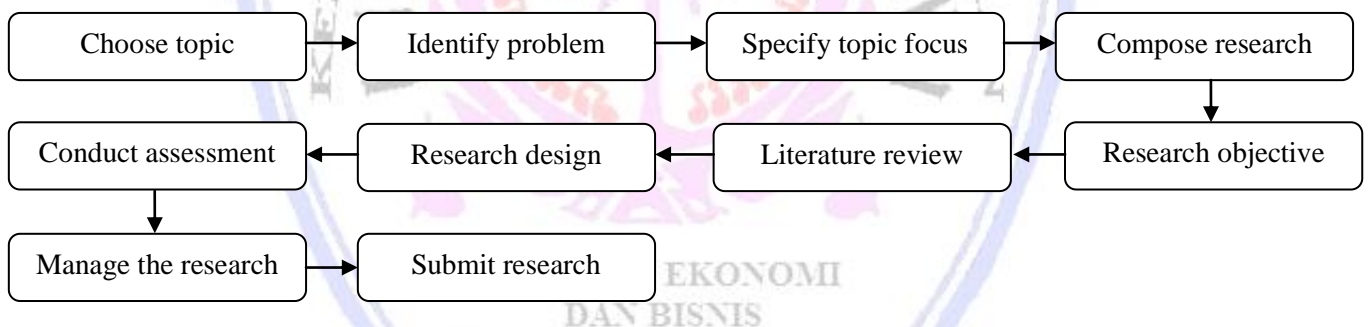 Choose topic
Identify problem
Specify topic focus
Compose research
Research objective
Literature review
Research design
Conduct assessment
Manage the research
Submit research
EKONOMI
DAN BISNIS